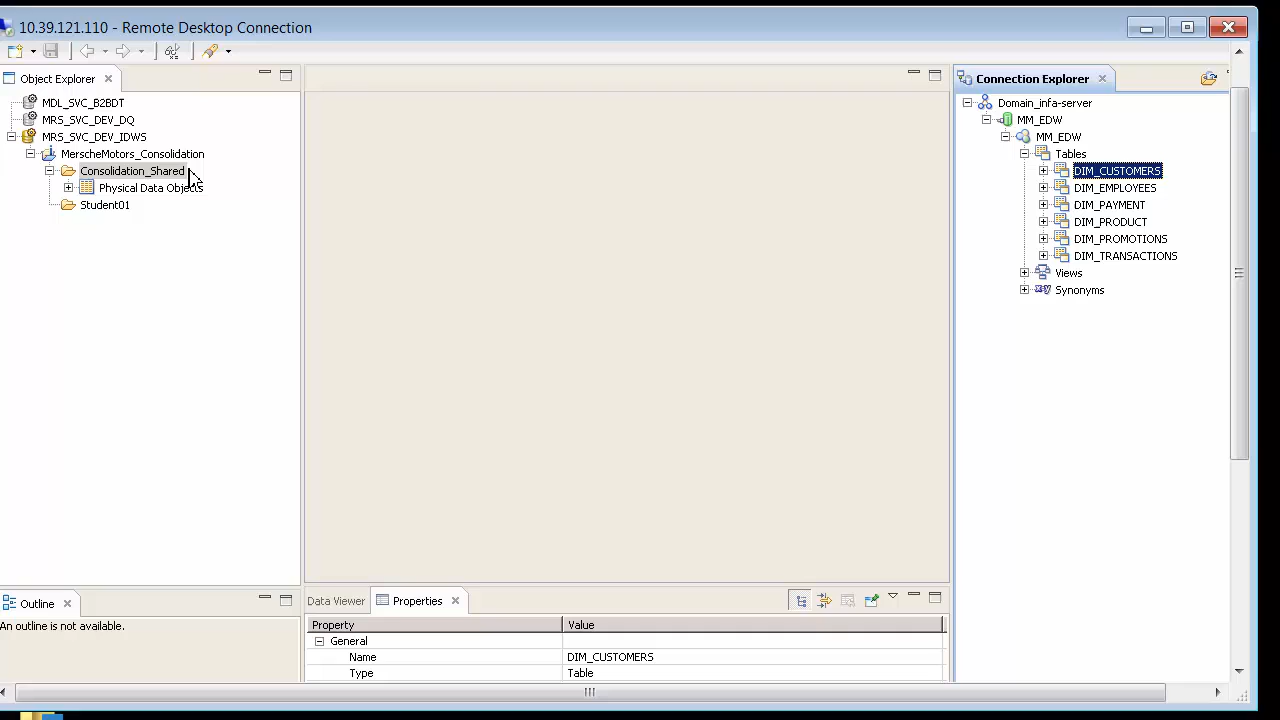 10.39.121.110 - Remote Desktop Connection
Object Explorer
MDL_SVC_B2BDT
MRS_SVC_DEV_DQ
MRS_SVC_DEV_IDWS
MerscheMotors_Consolidation
Consolidation_Shared
Physical Data Objects
Student01
Outline
An outline is not available.
Data Viewer
Properties
Property Value
General
Name DIM_CUSTOMERS
Type Table
Connection Explorer
Domain_infa-server
MM_EDW
MM_EDW
Tables
DIM_CUSTOMERS
DIM_EMPLOYEES
DIM_PAYMENT
DIM_PRODUCT
DIM_PROMOTIONS
DIM_TRANSACTIONS
Views
Synonyms